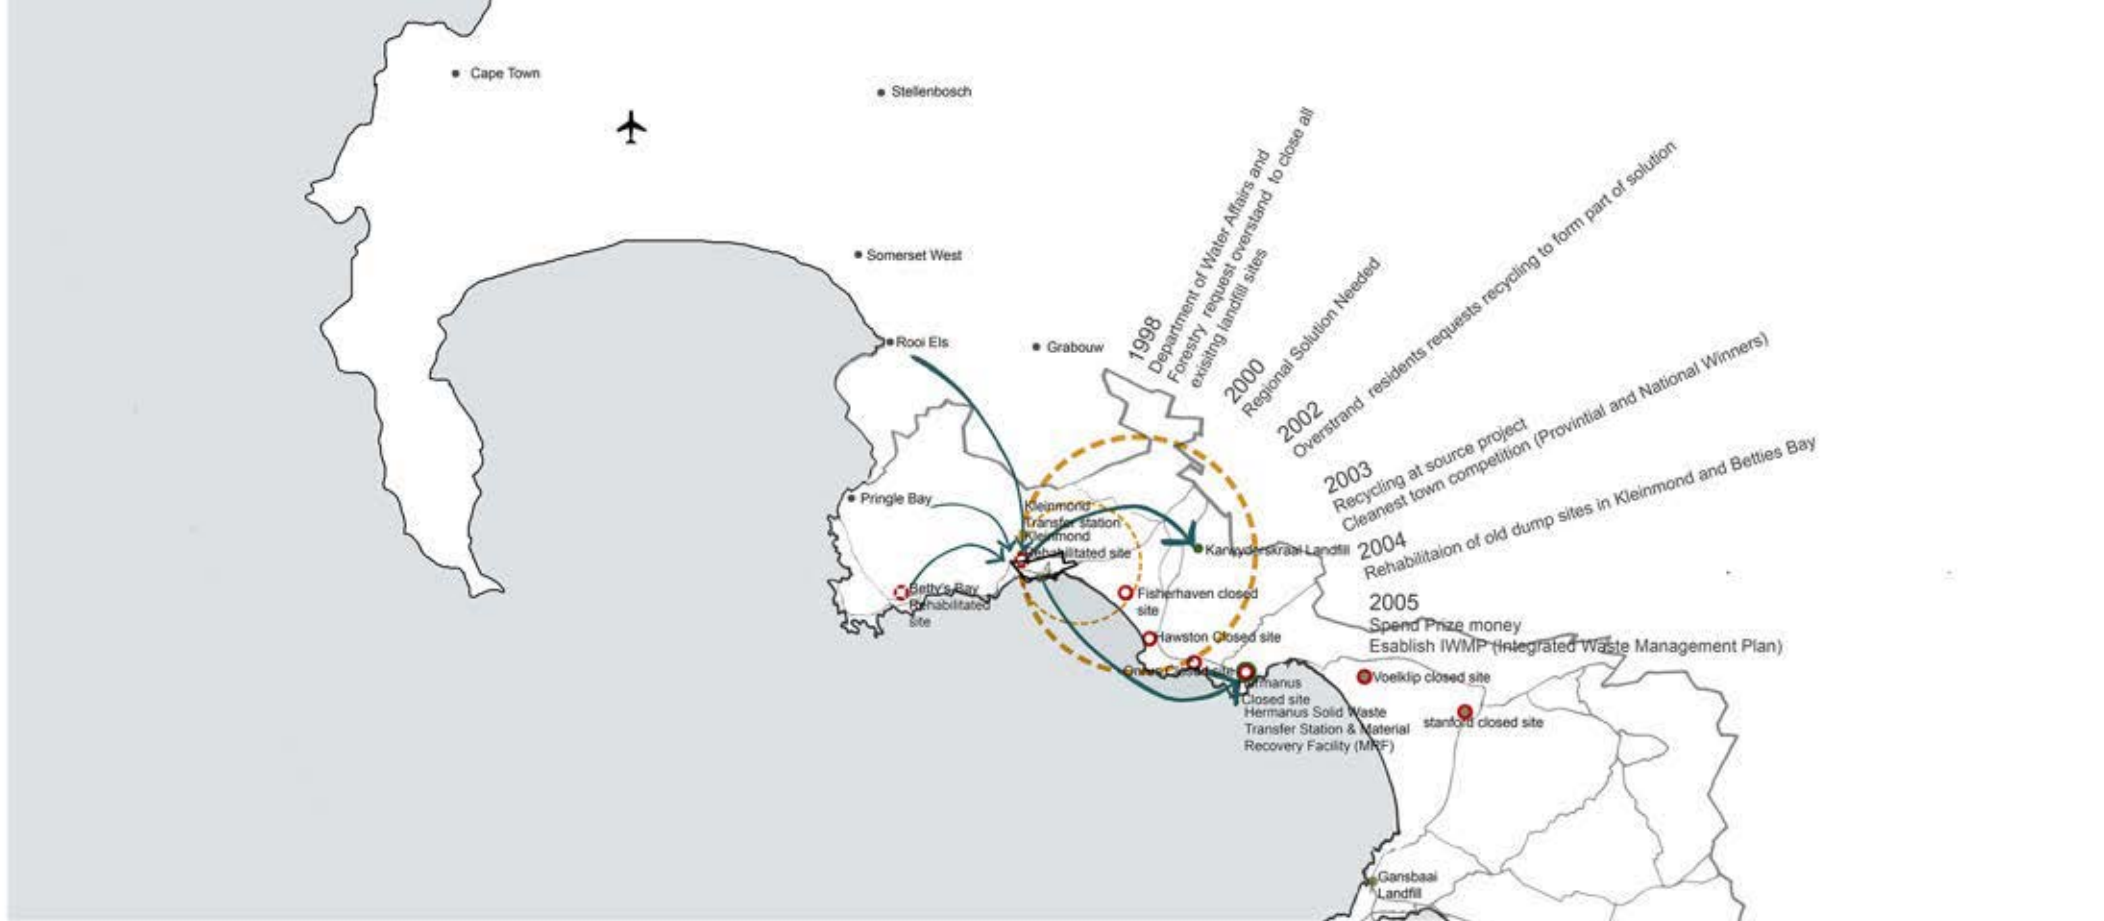 Cape Town
Stellenbosch
Somerset West
Rooi Els
Grabouw
Pringle Bay
Kleinmond
Transfer station
Kleinmond
Rehabilitated site
Betty's Bay
Rehabilitated
site
Karwyderskraal Landfill
Fisherhaven closed
site
Hawston Closed site
Onrus Closed site
Hermanus
Closed site
Hermanus Solid Waste
Transfer Station & Material
Recovery Facility (MRF)
Voelklip closed site
stanford closed site
Gansbaai
Landfill
1998
Department of Water Affairs and
Forestry request overstand to close all
exisitng landfill sites
2000
Regional Solution Needed
2002
Overstrand residents requests recycling to form part of solution
2003
Recycling at source project
Cleanest town competition (Provintial and National Winners)
2004
Rehabilitaion of old dump sites in Kleinmond and Betties Bay
2005
Spend Prize money
Esablish IWMP (Integrated Waste Management Plan)